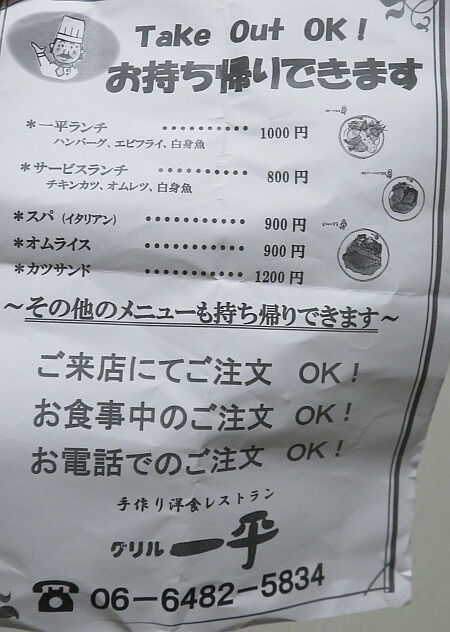 Take Out OK!
お持ち帰りできます
＊一平ランチ ‥‥‥‥‥ 1000円
ハンバーグ、エビフライ、白身魚
＊サービスランチ ‥‥‥‥‥ 800円
チキンカツ、オムレツ、白身魚
＊スパ（イタリアン） ‥‥‥‥‥ 900円
＊オムライス ‥‥‥‥‥ 900円
＊カツサンド ‥‥‥‥‥ 1200円
～その他のメニューも持ち帰りできます～
ご来店にてご注文 OK!
お食事中のご注文 OK!
お電話でのご注文 OK!
手作り洋食レストラン
グリル一平
☎ 06-6482-5834